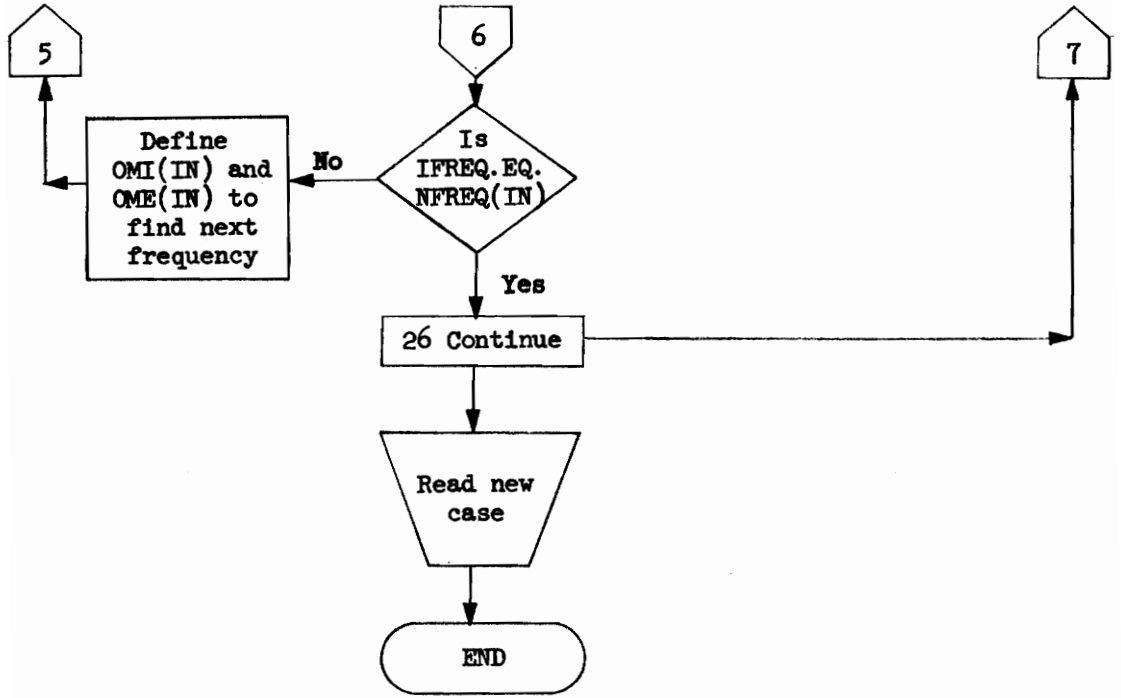 5
6
7
Define
OMI(IN) and
OME(IN) to
find next
frequency
No
Is
IFREQ.EQ.
NFREQ(IN)
Yes
26 Continue
Read new
case
END